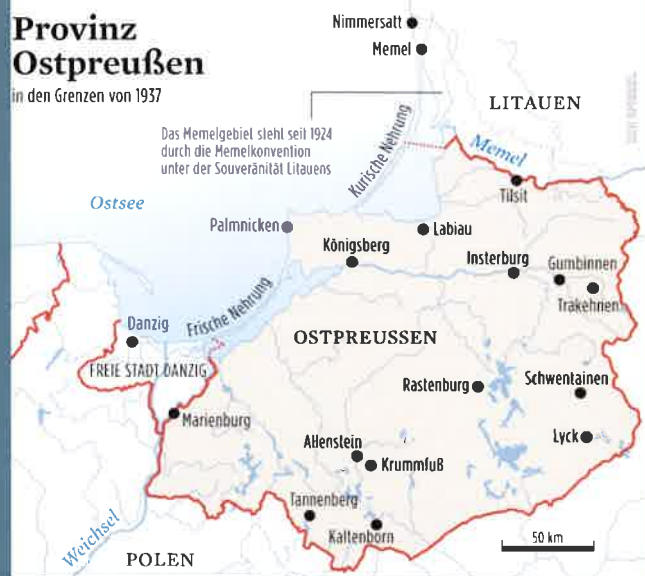 Provinz
Ostpreußen
in den Grenzen von 1937
Nimmersatt
Memel
LITAUEN
Das Memelgebiet steht seit 1924
durch die Memelkonvention
unter der Souveränität Litauens
Kurische Nehrung
Memel
Tilsit
Ostsee
Palmnicken
Labiau
Königsberg
Insterburg
Gumbinnen
Trakehnen
Frische Nehrung
Danzig
OSTPREUSSEN
FREIE STADT DANZIG
Rastenburg
Schwentainen
Marienburg
Allenstein
Lyck
Krummfuß
Tannenberg
Kaltenborn
Weichsel
POLEN
50 km